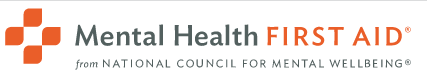 Mental Health FIRST AID®
from NATIONAL COUNCIL FOR MENTAL WELLBEING®